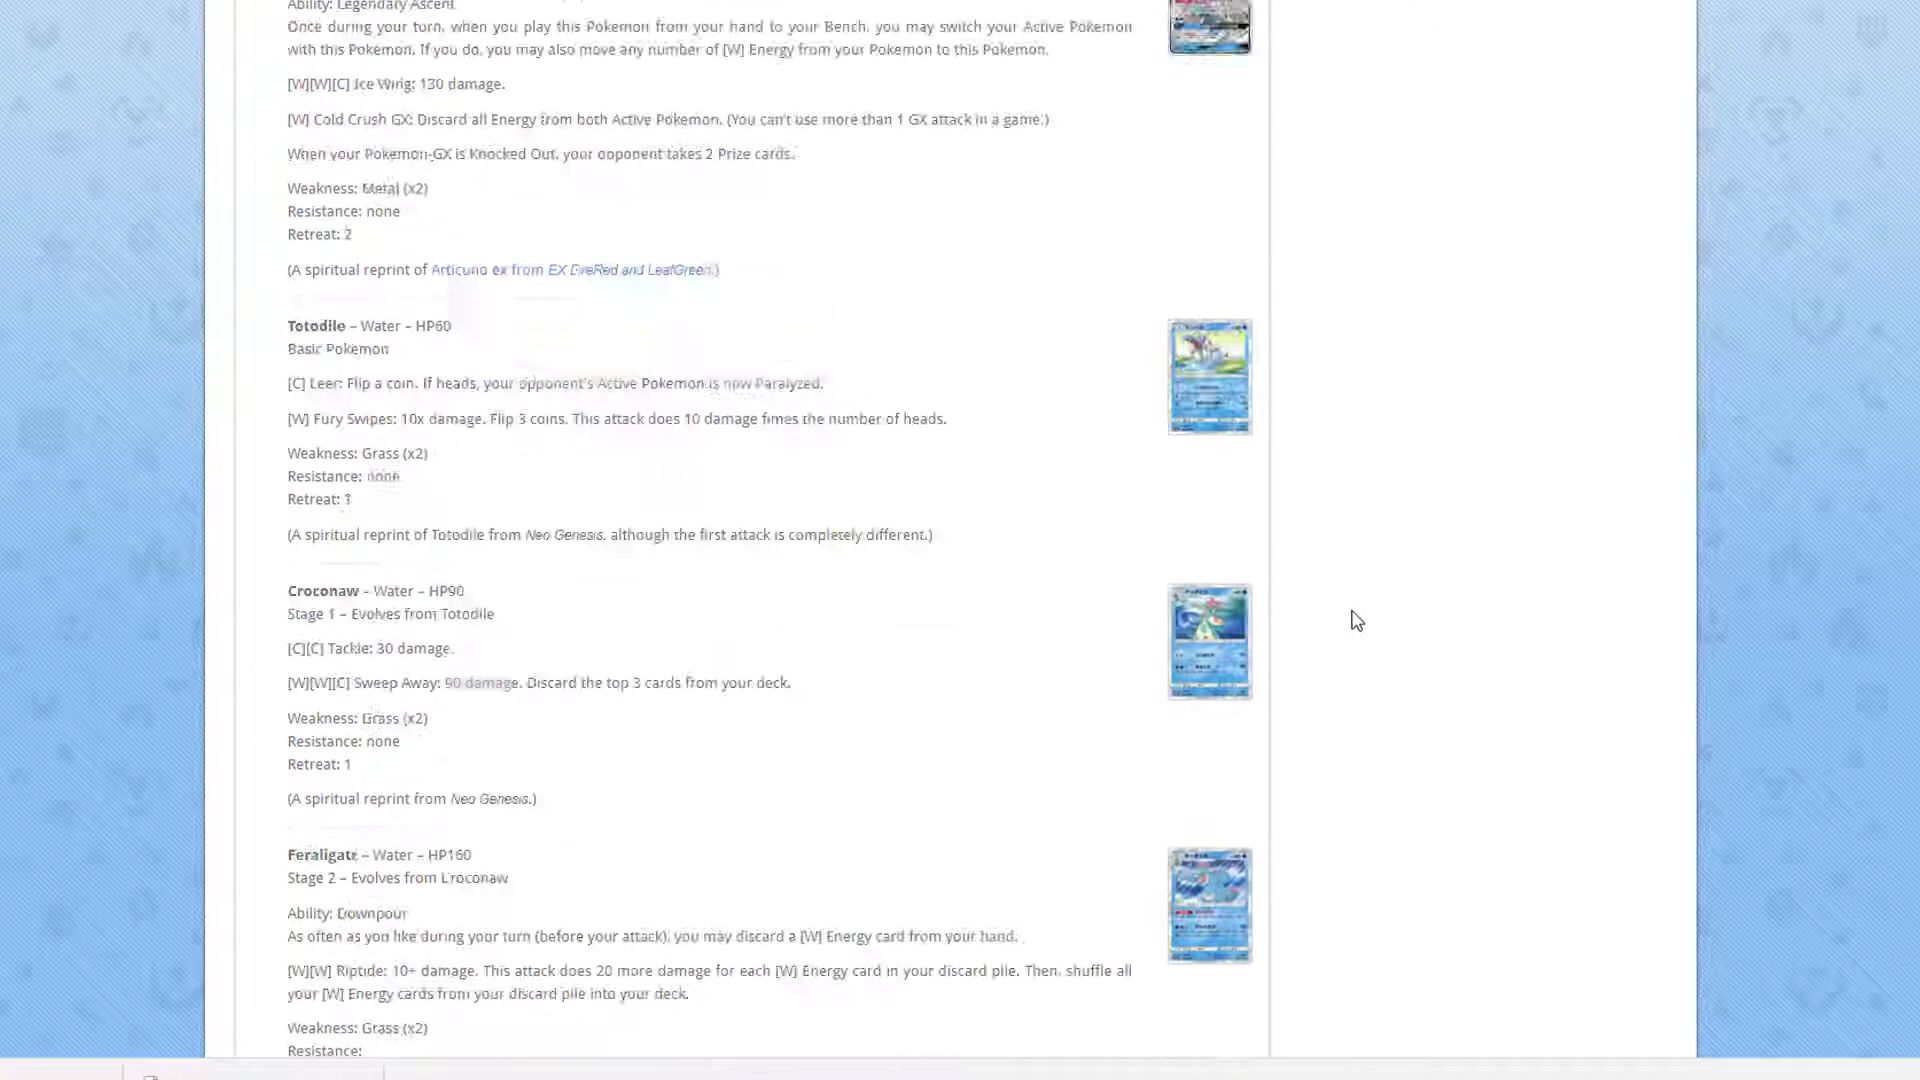 Ability: Legendary Ascent
Once during your turn, when you play this Pokemon from your hand to your Bench, you may switch your Active Pokemon
with this Pokemon. If you do, you may also move any number of [W] Energy from your Pokemon to this Pokemon.
[W][W][C] Ice Wing: 130 damage.
[W] Cold Crush GX: Discard all Energy from both Active Pokemon. (You can't use more than 1 GX attack in a game.)
When your Pokemon-GX is Knocked Out, your opponent takes 2 Prize cards.
Weakness: Metal (x2)
Resistance: none
Retreat: 2
(A spiritual reprint of Articuno ex from EX FireRed and LeafGreen.)
Totodile – Water – HP60
Basic Pokemon
[C] Leer: Flip a coin. If heads, your opponent's Active Pokemon is now Paralyzed.
[W] Fury Swipes: 10x damage. Flip 3 coins. This attack does 10 damage times the number of heads.
Weakness: Grass (x2)
Resistance: none
Retreat: 1
(A spiritual reprint of Totodile from Neo Genesis, although the first attack is completely different.)
Croconaw – Water – HP90
Stage 1 – Evolves from Totodile
[C][C] Tackle: 30 damage.
[W][W][C] Sweep Away: 90 damage. Discard the top 3 cards from your deck.
Weakness: Grass (x2)
Resistance: none
Retreat: 1
(A spiritual reprint from Neo Genesis.)
Feraligatr – Water – HP160
Stage 2 – Evolves from Croconaw
Ability: Downpour
As often as you like during your turn (before your attack), you may discard a [W] Energy card from your hand.
[W][W] Riptide: 10+ damage. This attack does 20 more damage for each [W] Energy card in your discard pile. Then, shuffle all
your [W] Energy cards from your discard pile into your deck.
Weakness: Grass (x2)
Resistance: